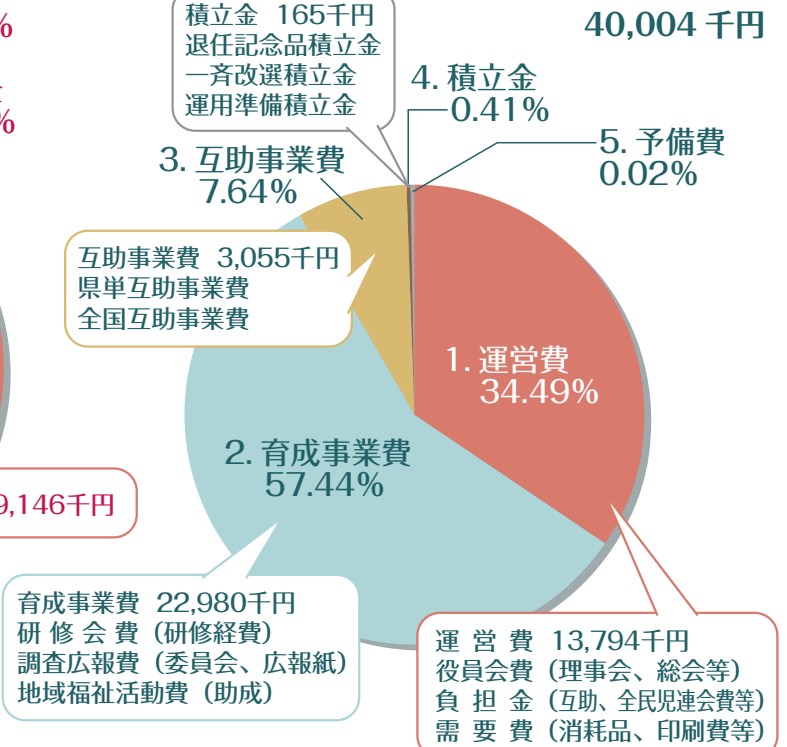 %
%
積立金 165千円
退任記念品積立金
一斉改選積立金
運用準備積立金
40,004 千円
4. 積立金
0.41%
5. 予備費
0.02%
3. 互助事業費
7.64%
互助事業費 3,055千円
県単互助事業費
全国互助事業費
1. 運営費
34.49%
2. 育成事業費
57.44%
9,146千円
育成事業費 22,980千円
研修会費（研修経費）
調査広報費（委員会、広報紙）
地域福祉活動費（助成）
運営費 13,794千円
役員会費（理事会、総会等）
負担金（互助、全民児連会費等）
需要費（消耗品、印刷費等）